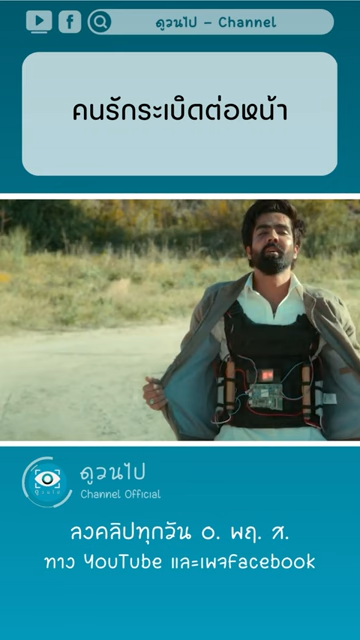 ดูวนไป - Channel
คนรักระเบิดต่อหน้า
ดูวนไป
Channel Official
ลงคลิปทุกวัน อ. พฤ. ส.
ทาง YouTube และเพจFacebook